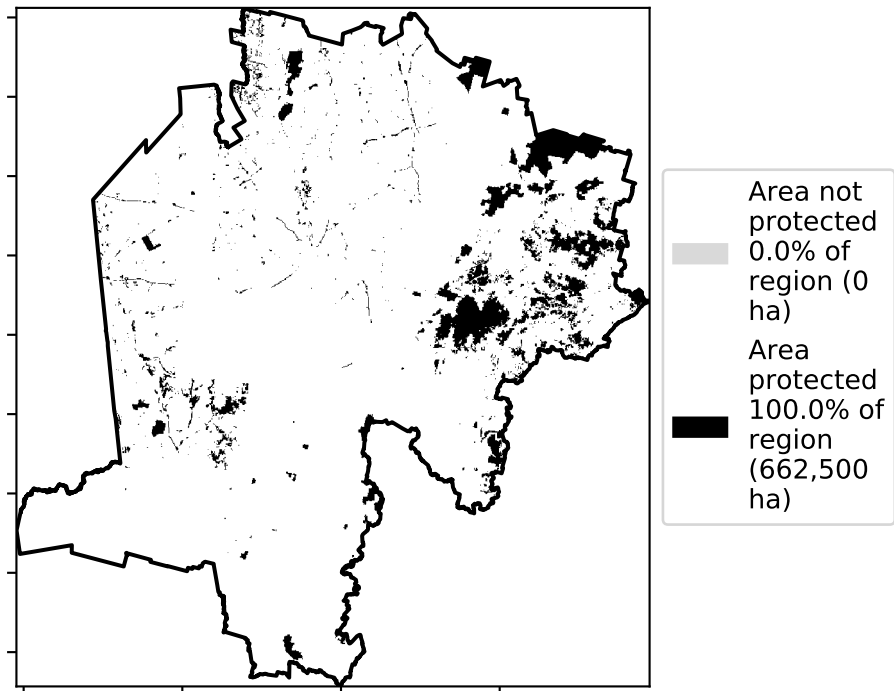 Area not
protected
0.0% of
region (0
ha)
Area
protected
100.0% of
region
(662,500
ha)